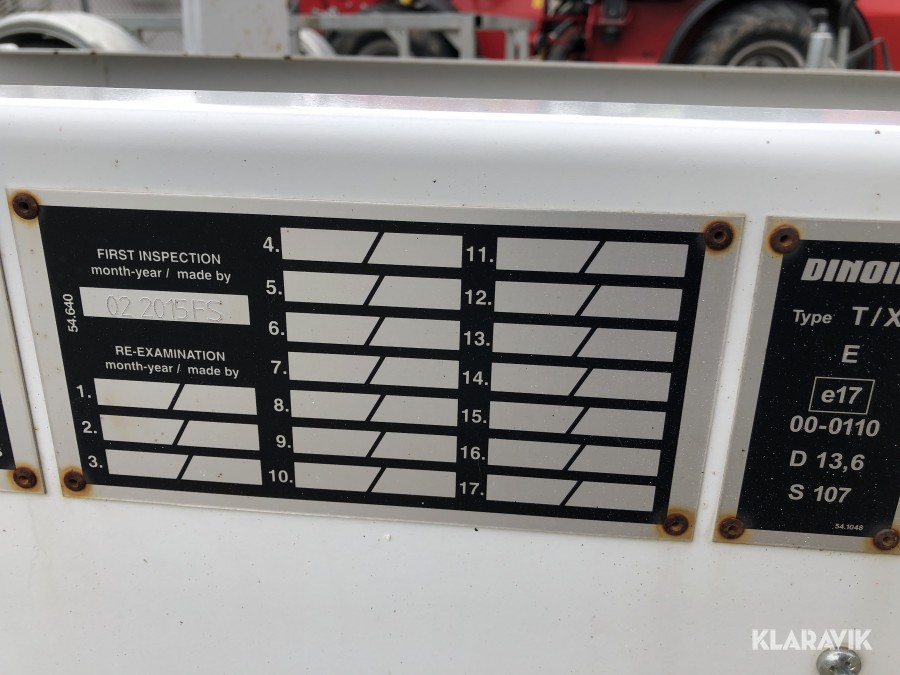 FIRST INSPECTION
month-year / made by
02 2015 FS
54.640
RE-EXAMINATION
month-year / made by
1.
2.
3.
4.
5.
6.
7.
8.
9.
10.
11.
12.
13.
14.
15.
16.
17.
Type T/X
E
e17
00-0110
D 13,6
S 107
54.1048
KLARAVIK